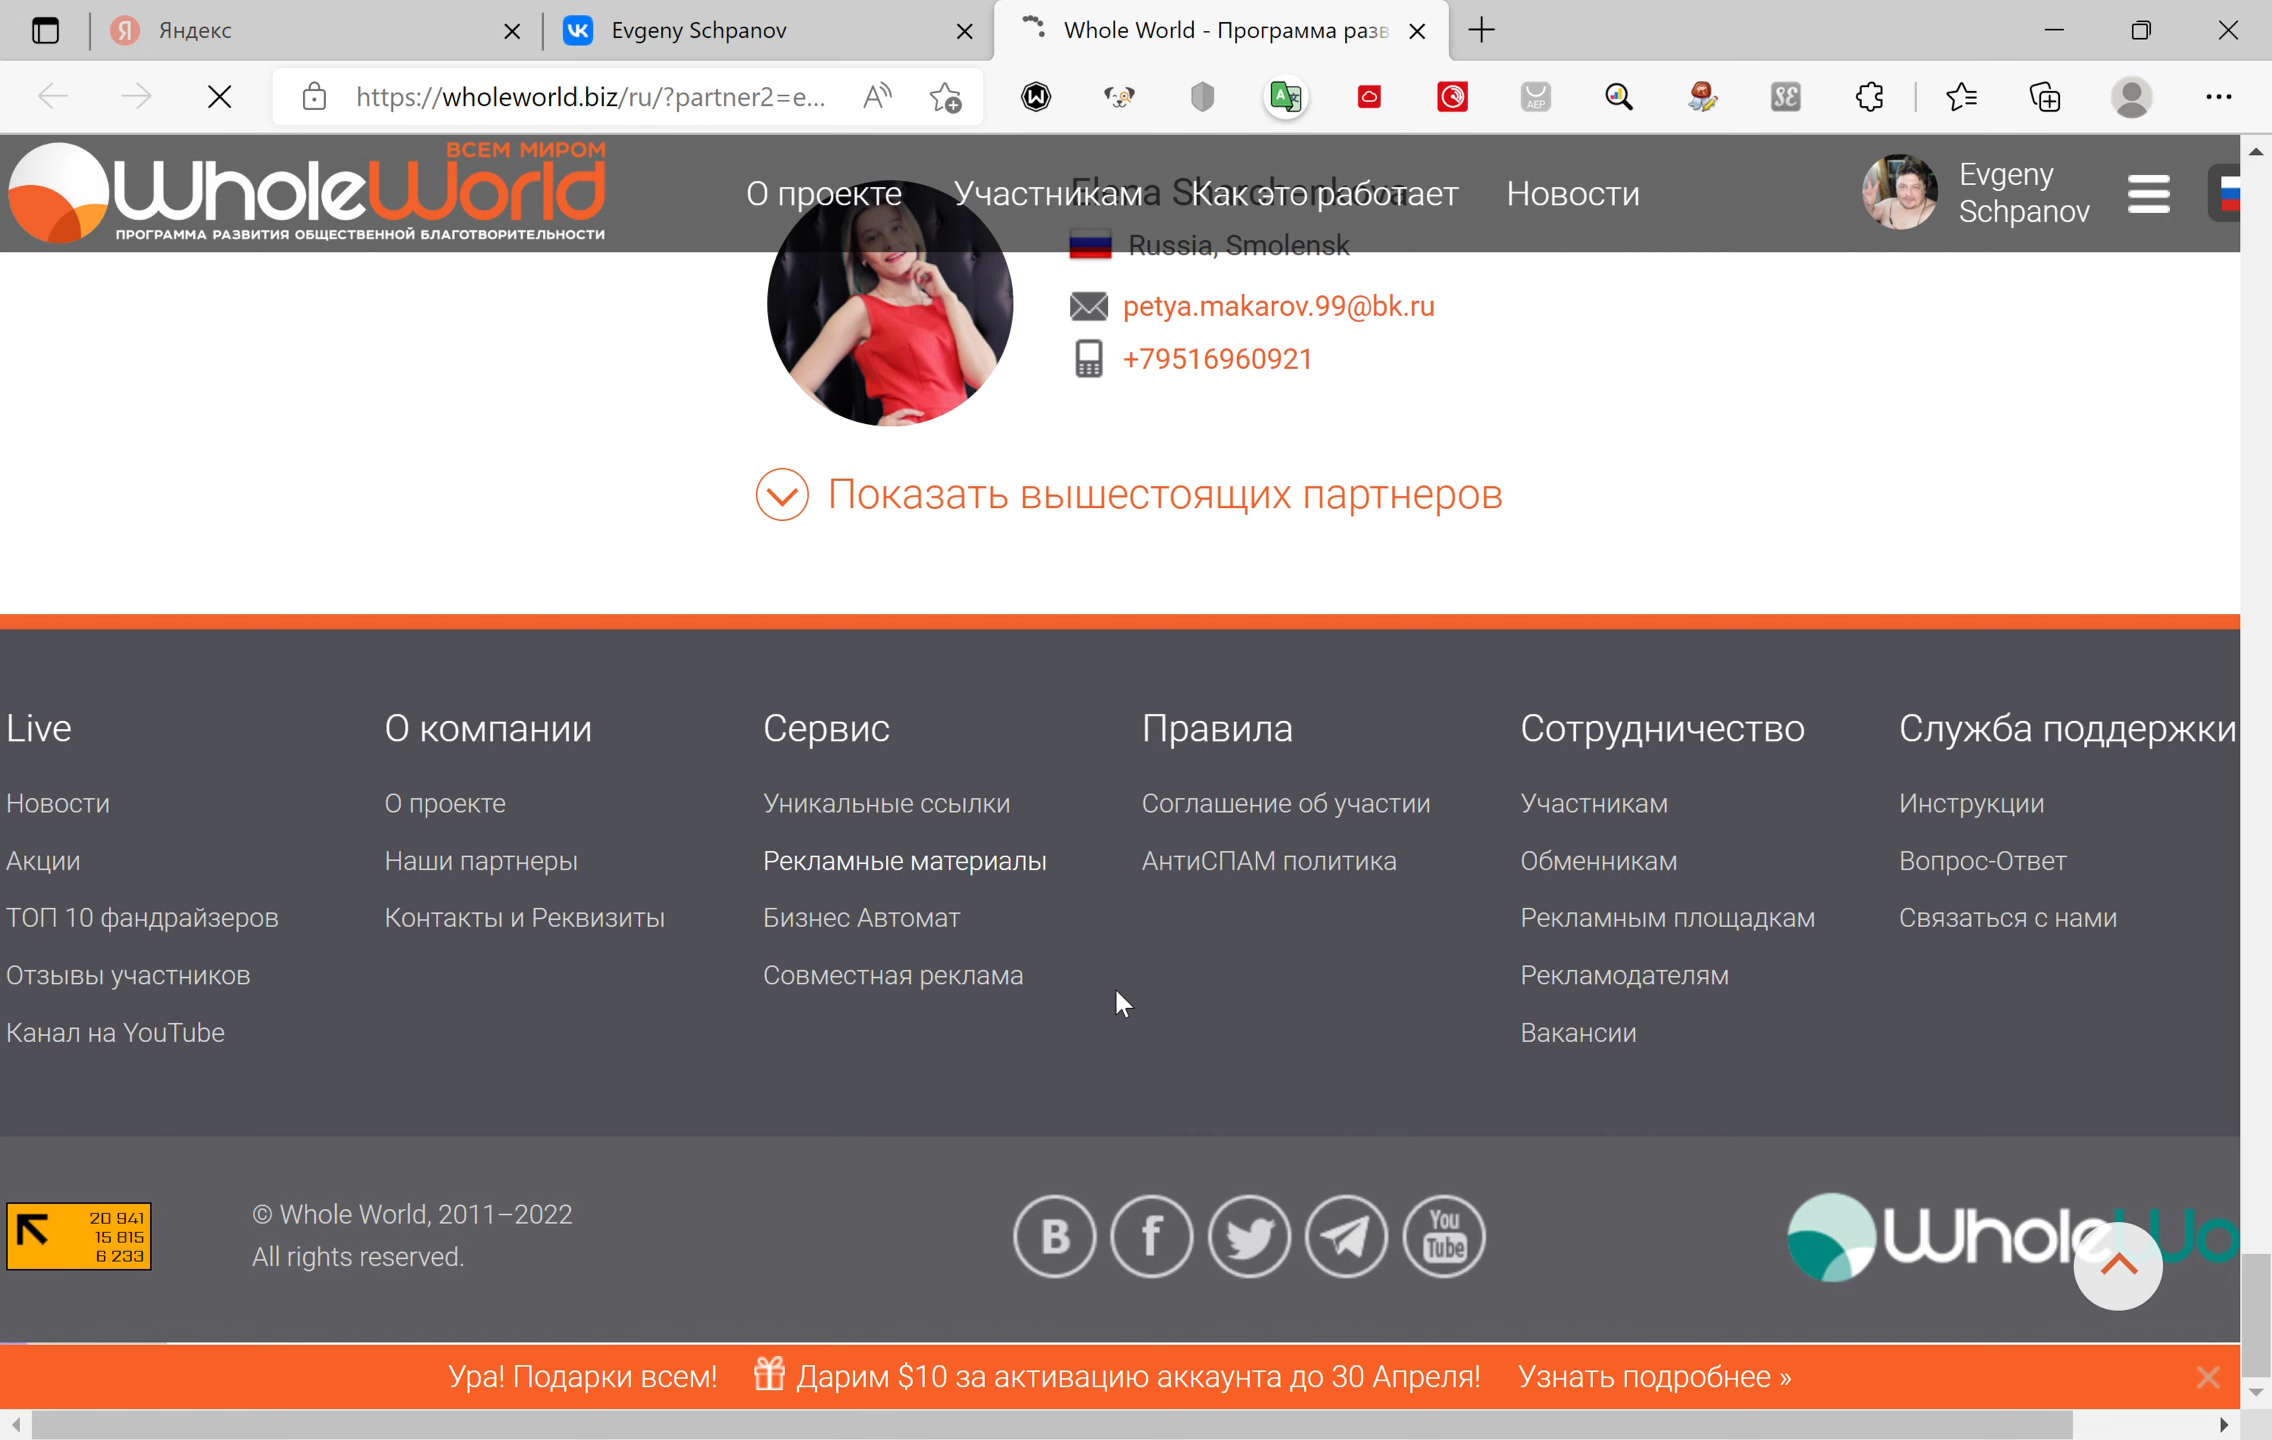 Яндекс
Evgeny Schpanov
Whole World - Программа разв
https://wholeworld.biz/ru/?partner2=e...
ВСЕМ МИРОМ
WholeWorld
ПРОГРАММА РАЗВИТИЯ ОБЩЕСТВЕННОЙ БЛАГОТВОРИТЕЛЬНОСТИ
О проекте
Участникам
Как это работает
Новости
Evgeny
Schpanov
Russia, Smolensk
petya.makarov.99@bk.ru
+79516960921
Показать вышестоящих партнеров
Live
Новости
Акции
ТОП 10 фандрайзеров
Отзывы участников
Канал на YouTube
О компании
О проекте
Наши партнеры
Контакты и Реквизиты
Сервис
Уникальные ссылки
Рекламные материалы
Бизнес Автомат
Совместная реклама
Правила
Соглашение об участии
АнтиСПАМ политика
Сотрудничество
Участникам
Обменникам
Рекламным площадкам
Рекламодателям
Вакансии
Служба поддержки
Инструкции
Вопрос-Ответ
Связаться с нами
20 941
15 815
6 233
© Whole World, 2011–2022
All rights reserved.
You
Tube
Whole Wo
Ура! Подарки всем! Дарим $10 за активацию аккаунта до 30 Апреля! Узнать подробнее »